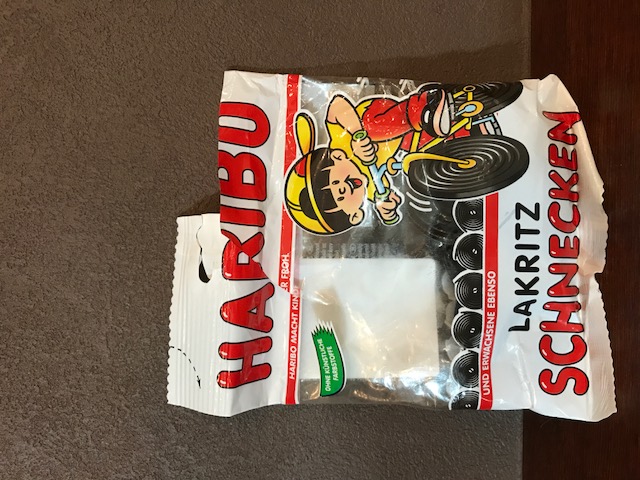 HARIBO
HARIBO MACHT KINDER FROH
OHNE KÜNSTLICHE
FARBSTOFFE
/ UND ERWACHSENE EBENSO
LAKRITZ
SCHNECKEN